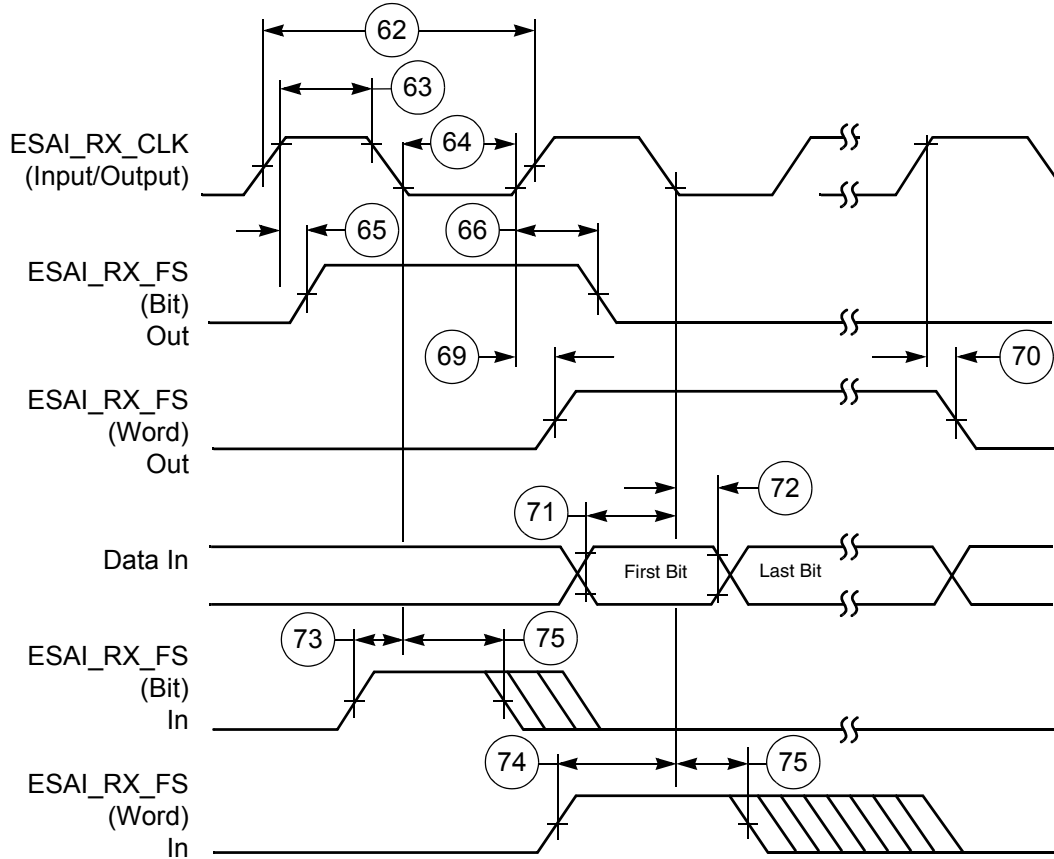 62
63
ESAI_RX_CLK
(Input/Output)
64
65
66
ESAI_RX_FS
(Bit)
Out
69
70
ESAI_RX_FS
(Word)
Out
71
72
Data In
First Bit
Last Bit
73
75
ESAI_RX_FS
(Bit)
In
74
75
ESAI_RX_FS
(Word)
In